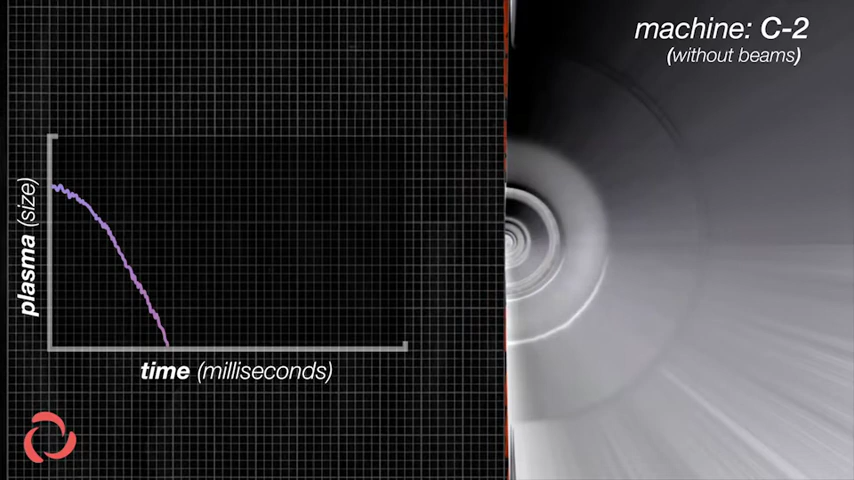 machine: C-2
(without beams)
plasma (size)
time (milliseconds)